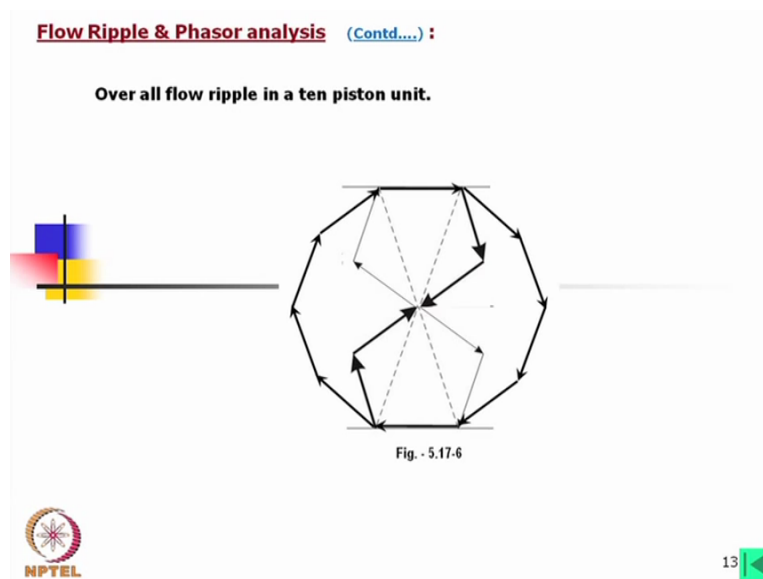 Flow Ripple & Phasor analysis (Contd....) :
Over all flow ripple in a ten piston unit.
Fig. - 5.17-6
NPTEL
13